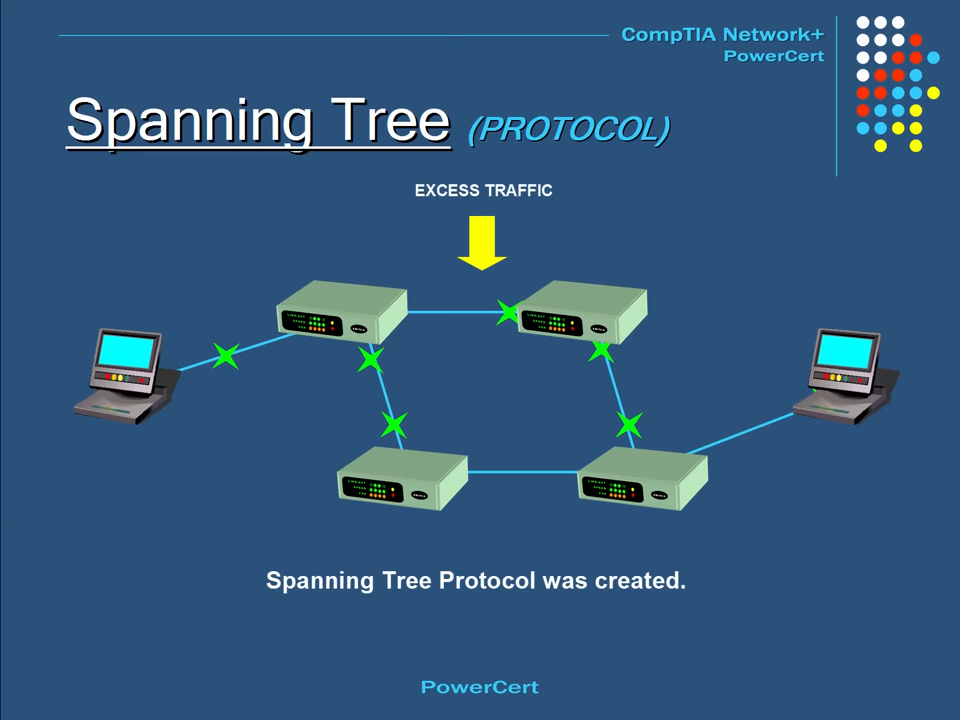 CompTIA Network+
PowerCert
Spanning Tree (PROTOCOL)
EXCESS TRAFFIC
Spanning Tree Protocol was created.
PowerCert